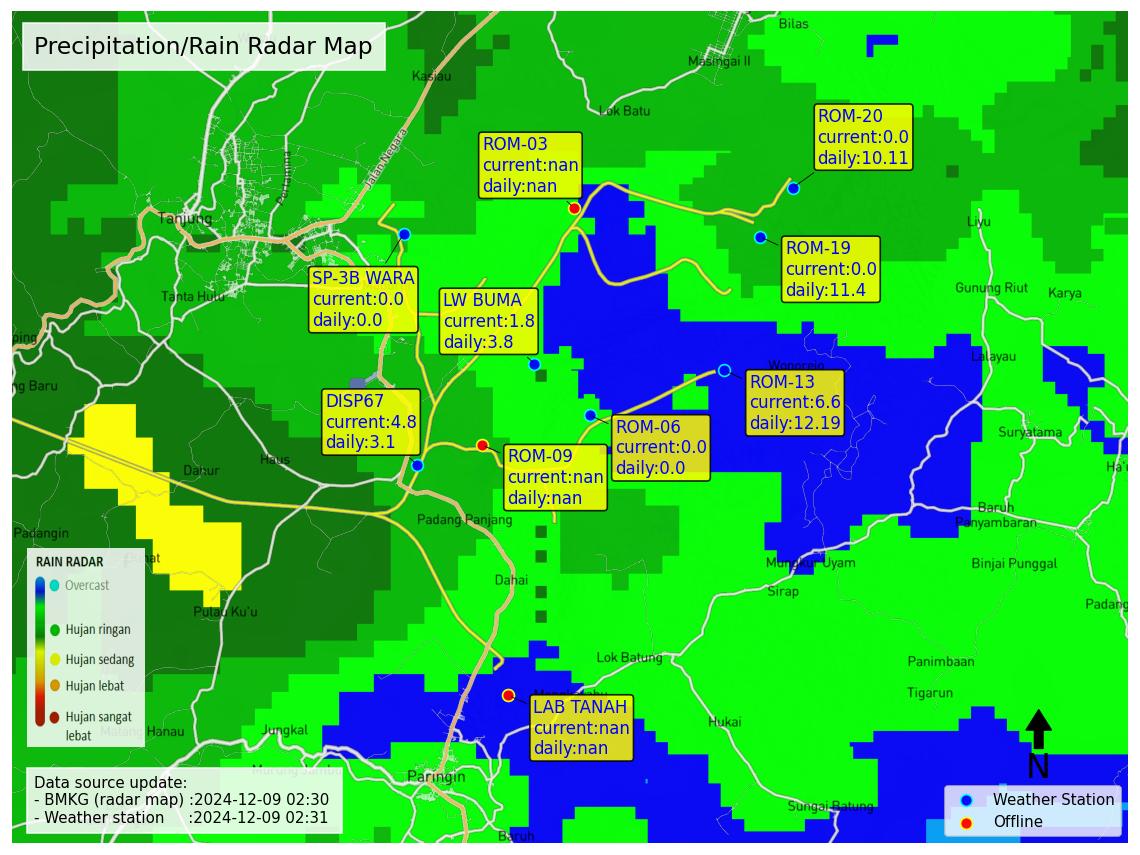 Precipitation/Rain Radar Map
Bilas
Masingai II
Kasiau
Lok Batu
Jalan Negara
ROM-20
current:0.0
daily:10.11
ROM-03
current:nan
daily:nan
Tanjung
Liyu
ROM-19
current:0.0
daily:11.4
SP-3B WARA
current:0.0
daily:0.0
Tanta Hulu
LW BUMA
current:1.8
daily:3.8
Gunung Riut
Karya
ping
Lalayau
ng Baru
ROM-13
current:6.6
daily:12.19
DISP67
current:4.8
daily:3.1
ROM-06
current:0.0
daily:0.0
Suryatama
ROM-09
current:nan
daily:nan
Haus
Dahur
Padang Panjang
Baruh
Panyambaran
Padangin
Mungkur Uyam
Binjai Punggal
Dahai
Sirap
Padang
Pulau Ku'u
RAIN RADAR
Overcast
Hujan ringan
Hujan sedang
Hujan lebat
Hujan sangat
lebat
Lok Batung
Panimbaan
Tigarun
LAB TANAH
current:nan
daily:nan
Hukai
Jungkal
Paringin
N
Data source update:
- BMKG (radar map) :2024-12-09 02:30
- Weather station :2024-12-09 02:31
Sungai Batung
Baruh
Weather Station
Offline